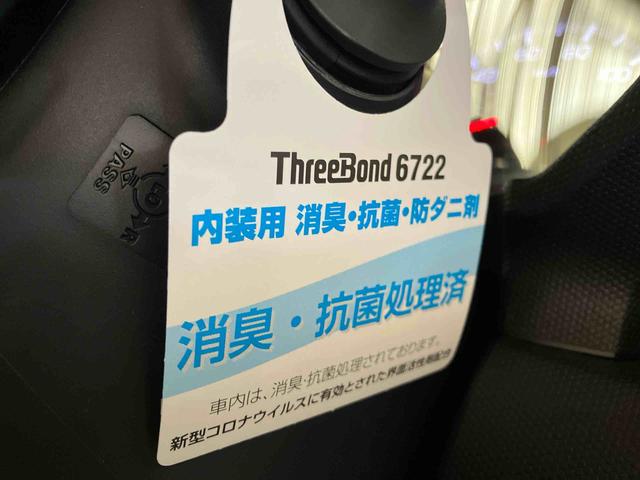 ThreeBond 6722
内装用 消臭・抗菌・防ダニ剤
消臭・抗菌処理済
車内は、消臭・抗菌処理されております。
新型コロナウイルスに有効とされた界面活性剤配合
PASS